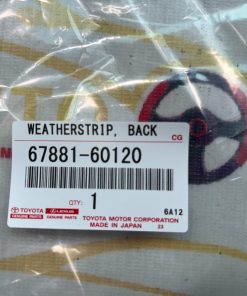 TOYOTA
WEATHERSTRIP, BACK
CG
67881-60120
QTY: 1
6A12
TOYOTA LEXUS
GENUINE PARTS GENUINE PARTS
TOYOTA MOTOR CORPORATION
MADE IN JAPAN 23